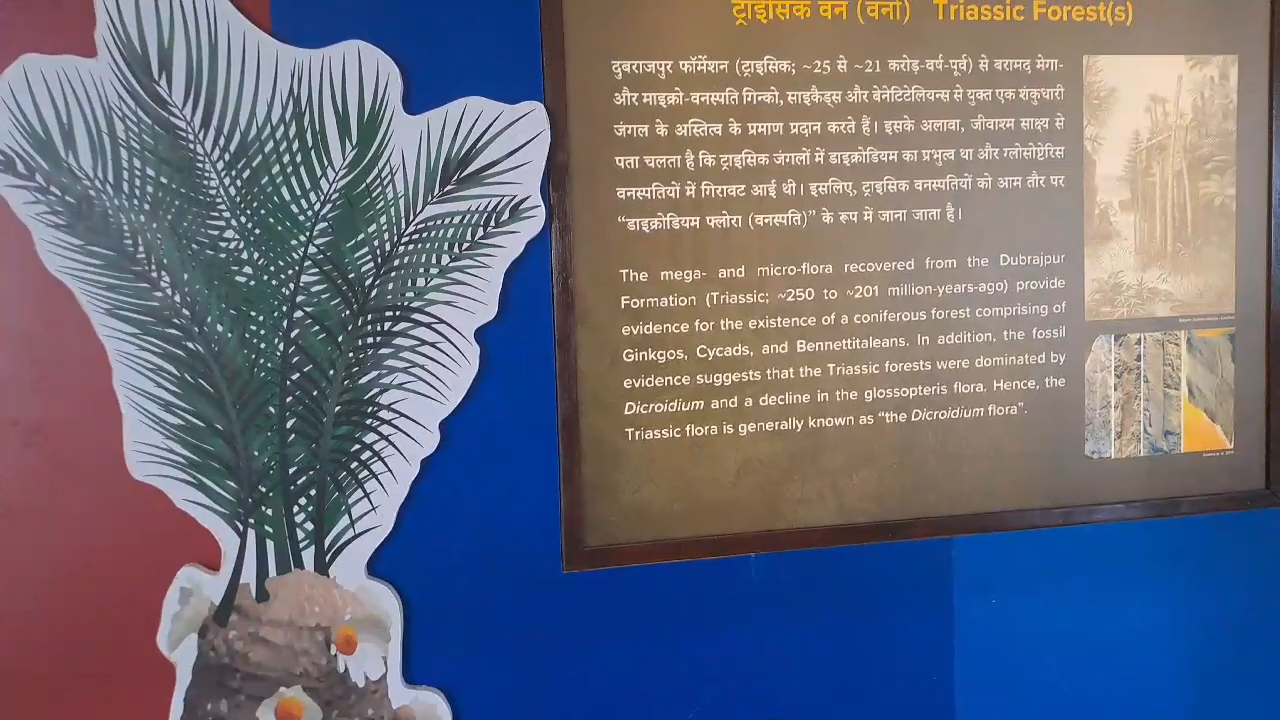 ट्राइसिक वन (वनों) Triassic Forest(s)
दुबराजपुर फॉर्मेशन (ट्राइसिक; ~25 से ~21 करोड़-वर्ष-पूर्व) से बरामद मेगा-
और माइक्रो-वनस्पति गिन्को, साइकैड्स और बेनेटिटेलियन्स से युक्त एक शंकुधारी
जंगल के अस्तित्व के प्रमाण प्रदान करते हैं। इसके अलावा, जीवाश्म साक्ष्य से
पता चलता है कि ट्राइसिक जंगलों में डाइक्रोडियम का प्रभुत्व था और ग्लोसोप्टेरिस
वनस्पतियों में गिरावट आई थी। इसलिए, ट्राइसिक वनस्पतियों को आम तौर पर
“डाइक्रोडियम फ्लोरा (वनस्पति)” के रूप में जाना जाता है।
The mega- and micro-flora recovered from the Dubrajpur
Formation (Triassic; ~250 to ~201 million-years-ago) provide
evidence for the existence of a coniferous forest comprising of
Ginkgos, Cycads, and Bennettitaleans. In addition, the fossil
evidence suggests that the Triassic forests were dominated by
Dicroidium and a decline in the glossopteris flora. Hence, the
Triassic flora is generally known as “the Dicroidium flora”.